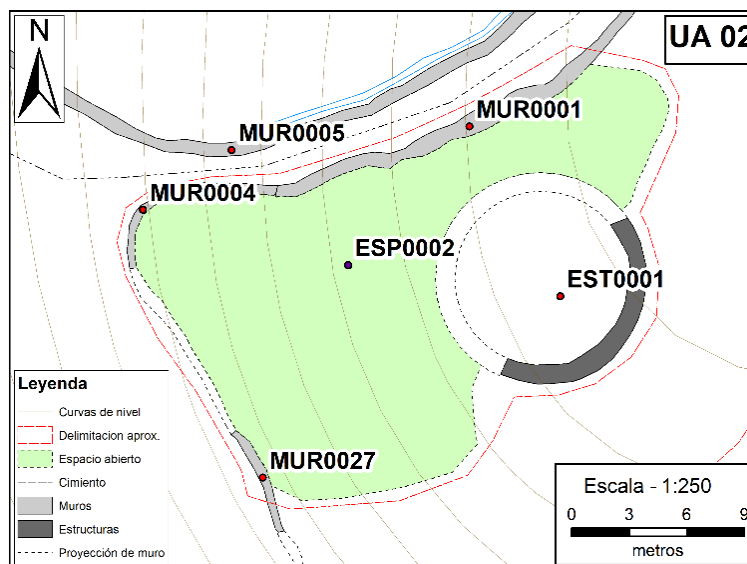 N
UA 02
MUR0005
MUR0001
MUR0004
ESP0002
EST0001
MUR0027
Leyenda
Curvas de nivel
Delimitacion aprox.
Espacio abierto
Cimiento
Muros
Estructuras
Proyección de muro
Escala - 1:250
0 3 6 9
metros